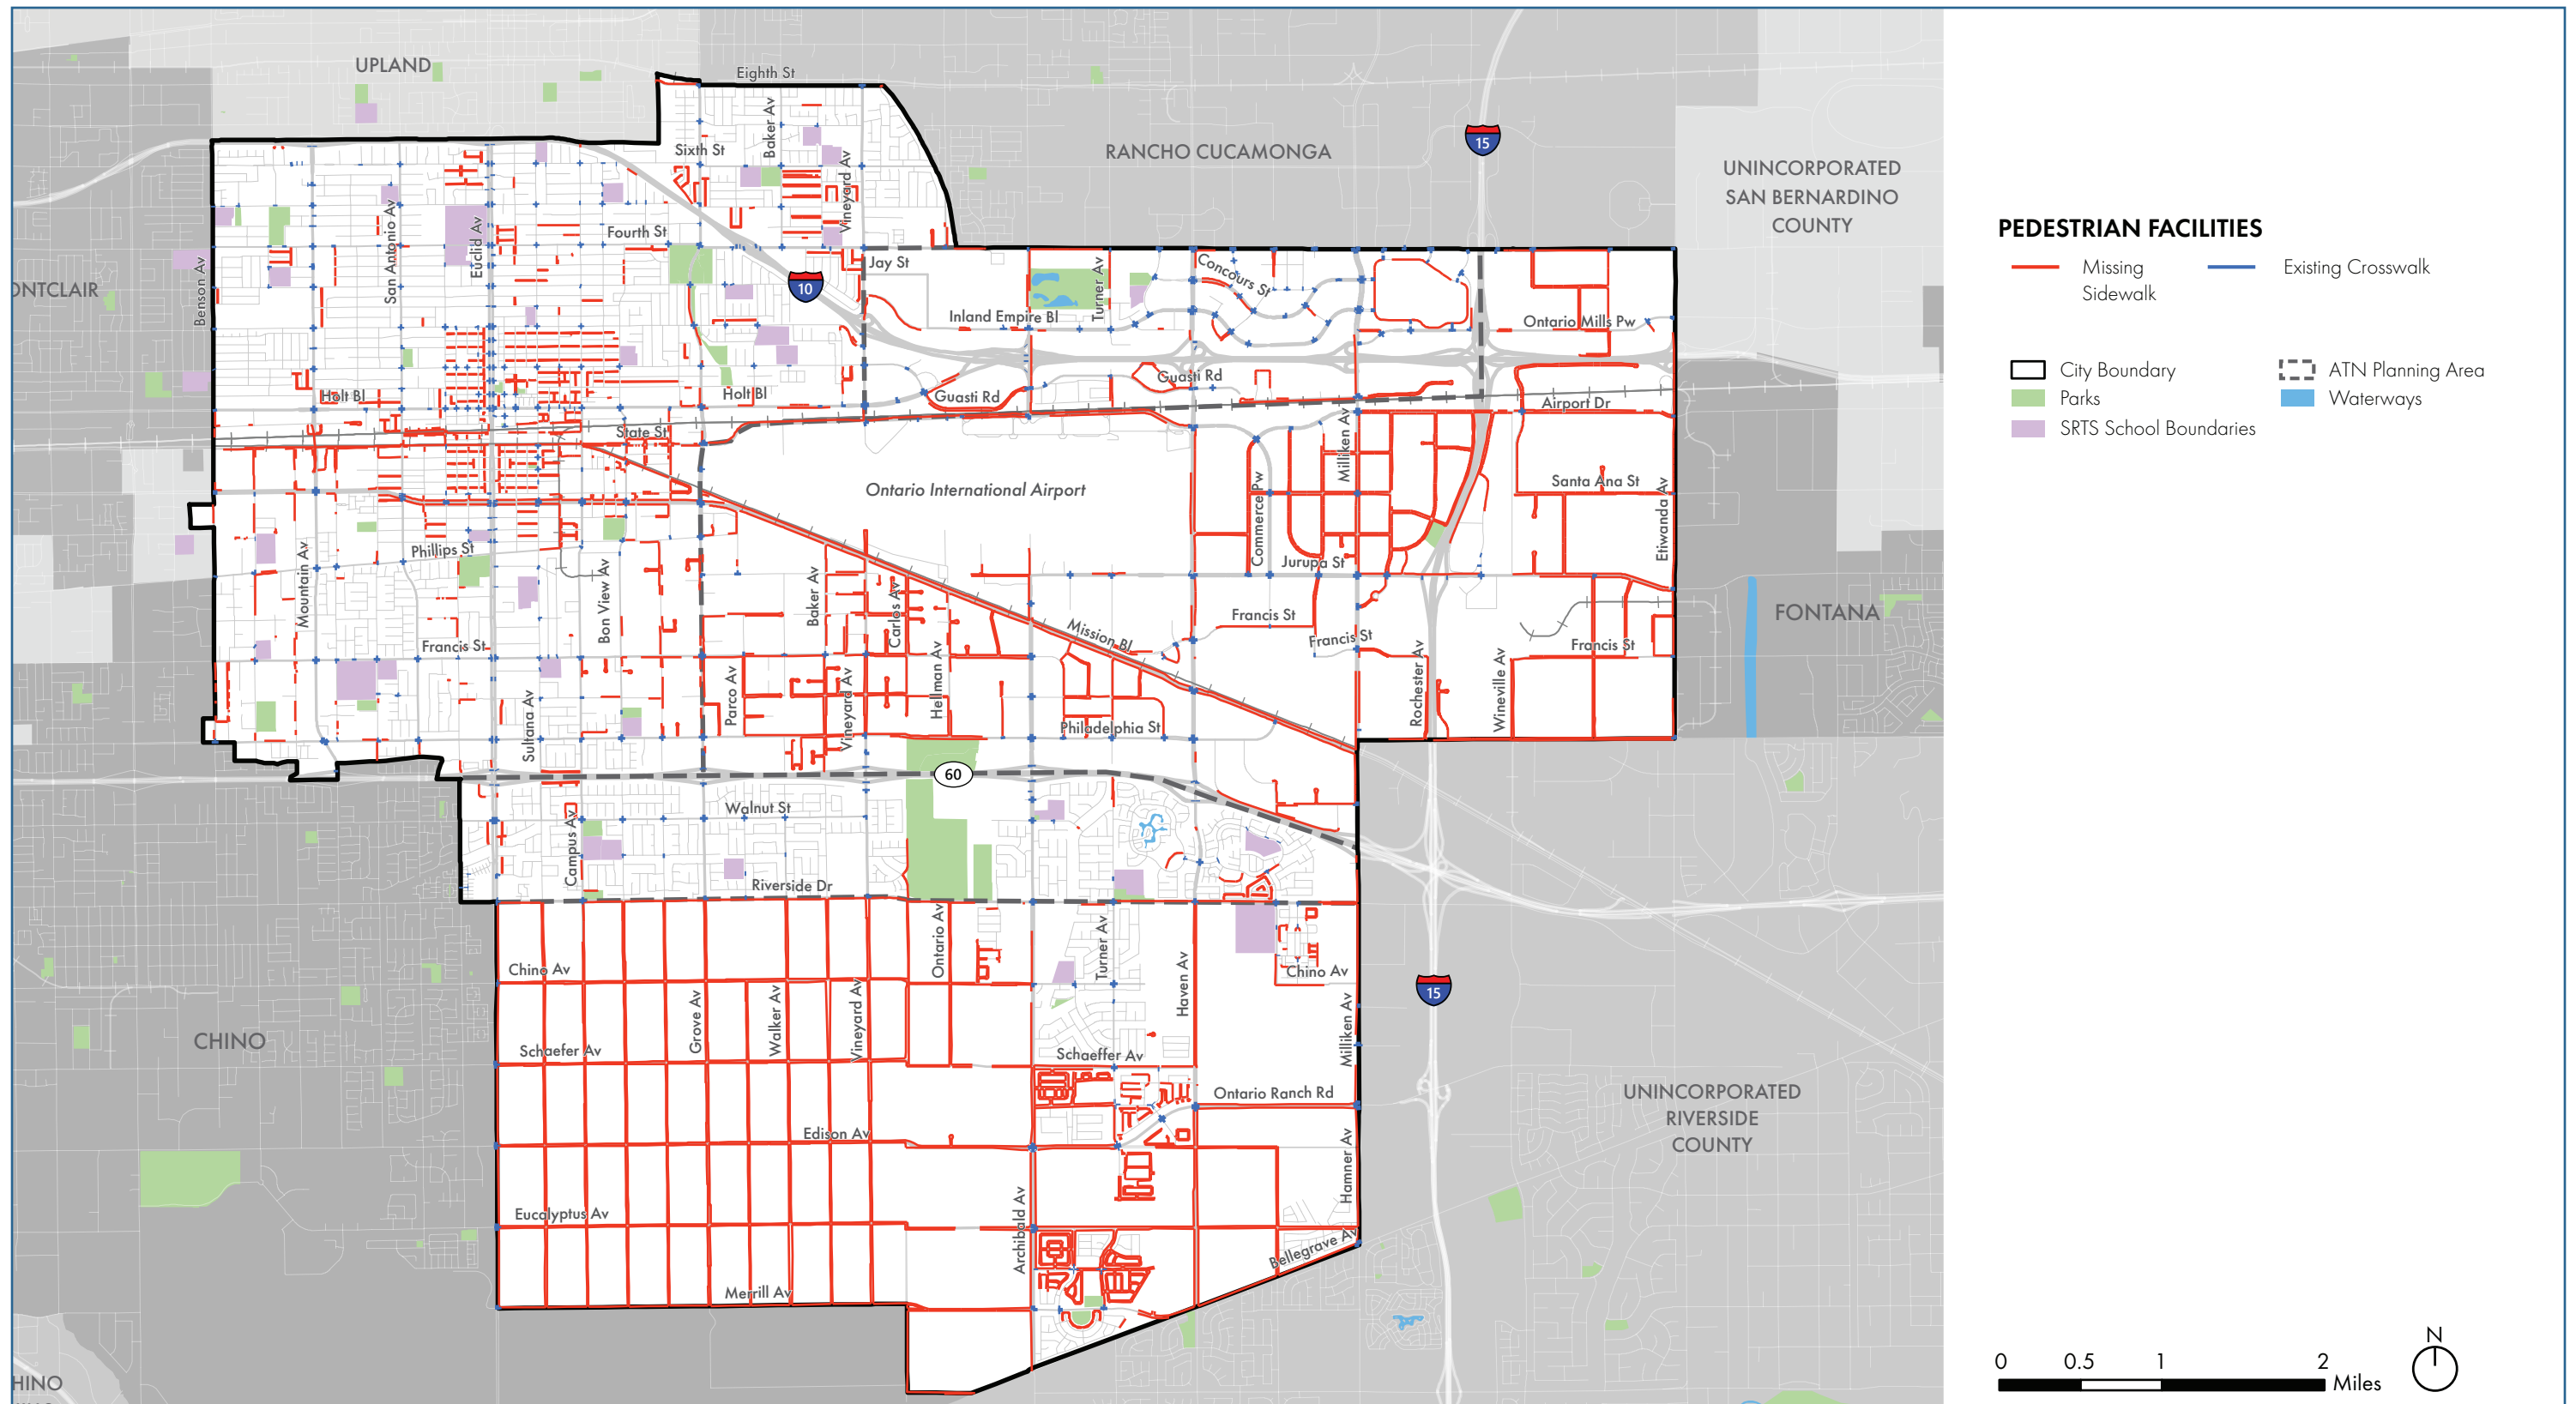 UPLAND
Eighth St
Baker Av
Sixth St
Vineyard Av
RANCHO CUCAMONGA
15
UNINCORPORATED
SAN BERNARDINO
COUNTY
ONTCLAIR
Benson Av
San Antonio Av
Euclid Av
Fourth St
10
Jay St
Turner Av
Concours St
Inland Empire Bl
Ontario Mills Pw
Holt Bl
Holt Bl
Guasti Rd
Guasti Rd
Airport Dr
State St
Milliken Av
Ontario International Airport
Commerce Pw
Santa Ana St
Etiwanda Av
Phillips St
Mountain Av
Bon View Av
Baker Av
Carlos Av
Jurupa St
Francis St
Mission Bl
Francis St
Francis St
Francis St
FONTANA
Sultana Av
Parco Av
Vineyard Av
Hellman Av
Philadelphia St
Rochester Av
Wineville Av
60
Walnut St
Campus Av
Riverside Dr
Ontario Av
Turner Av
Haven Av
Chino Av
Chino Av
Grove Av
Walker Av
Vineyard Av
Milliken Av
15
CHINO
Schaefer Av
Schaeffer Av
Ontario Ranch Rd
UNINCORPORATED
RIVERSIDE
COUNTY
Edison Av
Hamner Av
Eucalyptus Av
Archibald Av
Bellegrave Av
Merrill Av
HINO
PEDESTRIAN FACILITIES
Missing
Sidewalk
Existing Crosswalk
City Boundary
ATN Planning Area
Parks
Waterways
SRTS School Boundaries
N
0 0.5 1 2
Miles